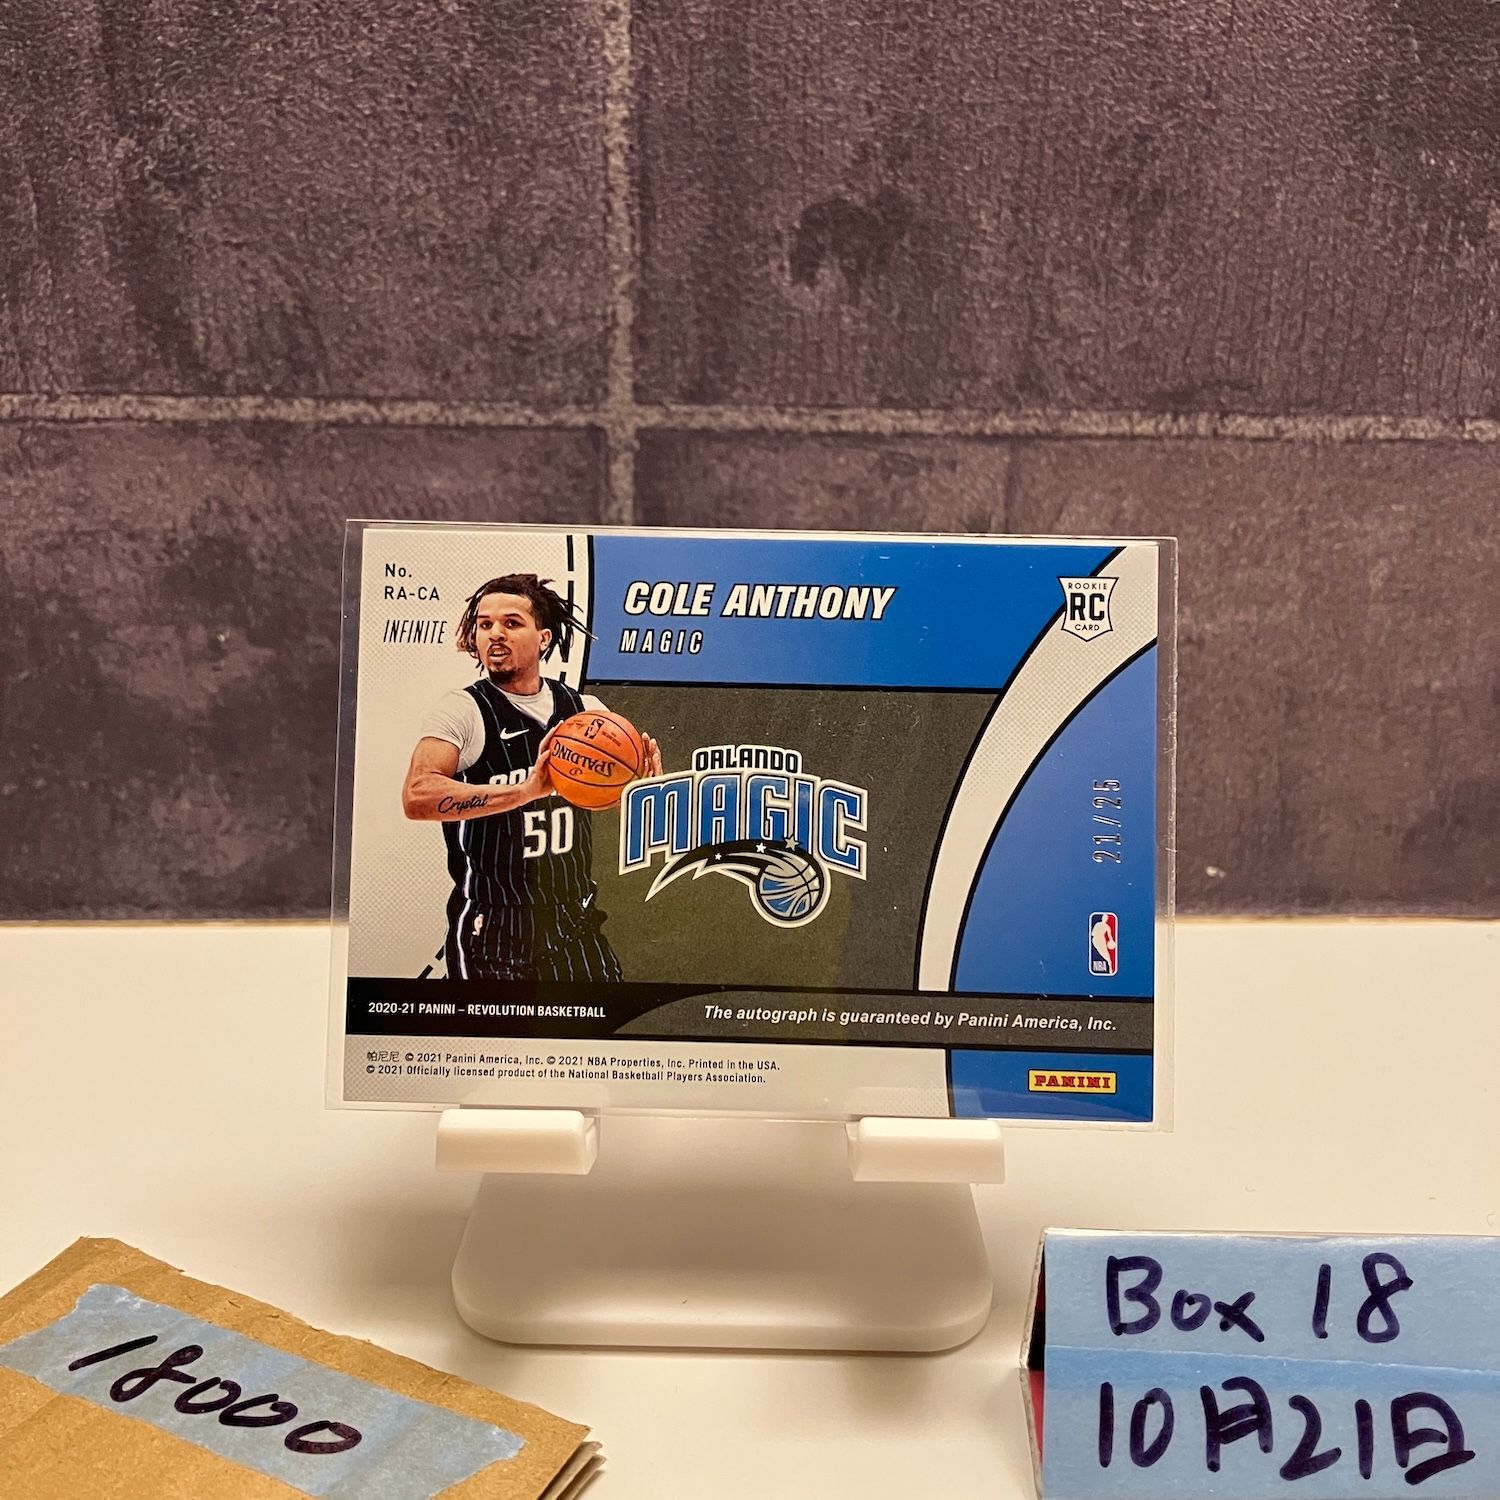 No.
RA-CA
INFINITE
COLE ANTHONY
MAGIC
ROOKIE
RC
CARD
SPALDING
Crystal
50
ORLANDO
MAGIC
21/25
NBA
2020-21 PANINI – REVOLUTION BASKETBALL
The autograph is guaranteed by Panini America, Inc.
帕尼尼 © 2021 Panini America, Inc. © 2021 NBA Properties, Inc. Printed in the USA.
© 2021 Officially licensed product of the National Basketball Players Association.
PANINI
18000
Box 18
10月21日